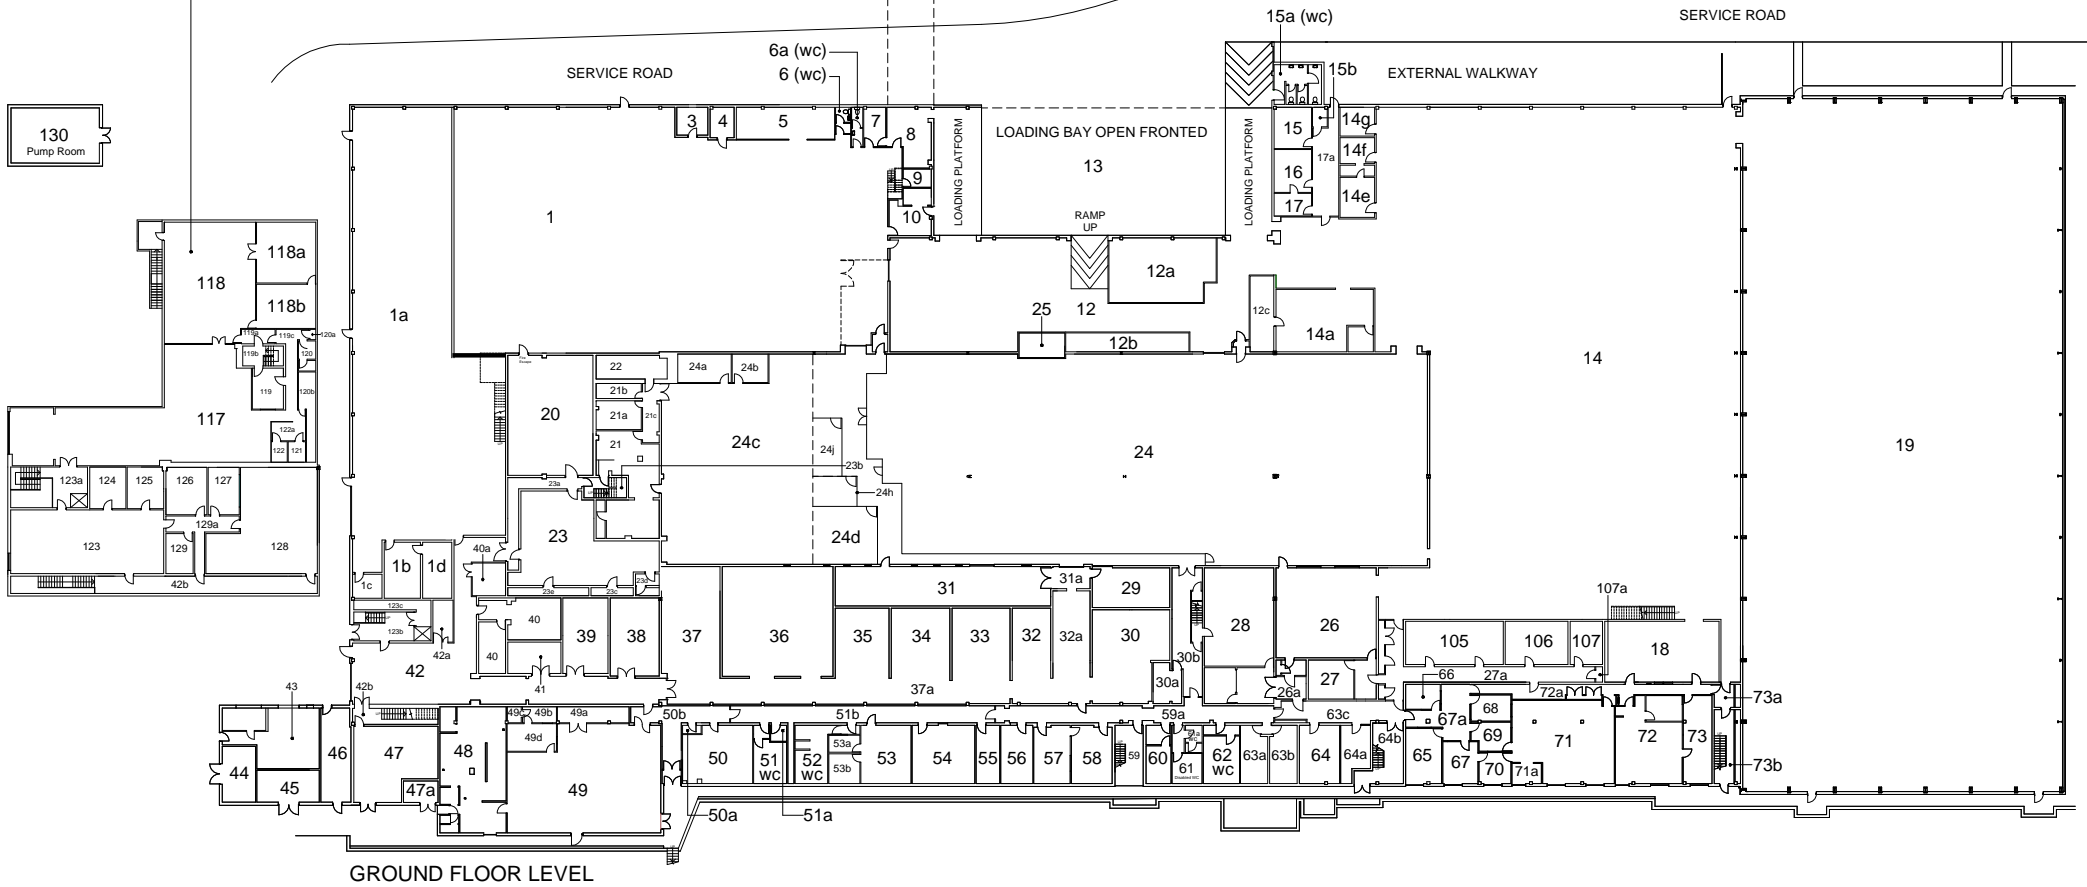 15a (wc)
SERVICE ROAD
6a (wc)
6 (wc)
SERVICE ROAD
15b
EXTERNAL WALKWAY
130
Pump Room
3
4
5
7
8
9
10
LOADING PLATFORM
LOADING BAY OPEN FRONTED
13
RAMP
UP
LOADING PLATFORM
15
16
17
17a
14g
14f
14e
1
1a
118
118a
118b
119a
119c
120a
119b
120
119
120b
117
122a
122
121
12a
12
25
12b
12c
14a
14
19
20
22
21b
21a
21c
21
24a
24b
24c
24j
24h
24d
24
23b
23a
23
23d
23e
23c
123a
124
125
126
127
129a
123
129
128
42b
1c
1b
1d
40a
123c
123b
42a
42
40
40
41
39
38
37
36
31
31a
29
35
34
33
32
32a
30
30a
30b
28
26
26a
27
37a
107a
105
106
107
18
66
27a
72a
73a
43
42b
44
45
46
47
47a
48
49b
49a
49d
49
50b
50
50a
51
wc
51a
51b
52
wc
53a
53b
53
54
55
56
57
58
59
59a
60
61
Disabled WC
62
wc
63a
63b
63c
64
64a
64b
65
67a
67
68
69
70
71a
71
72
73
73b
GROUND FLOOR LEVEL